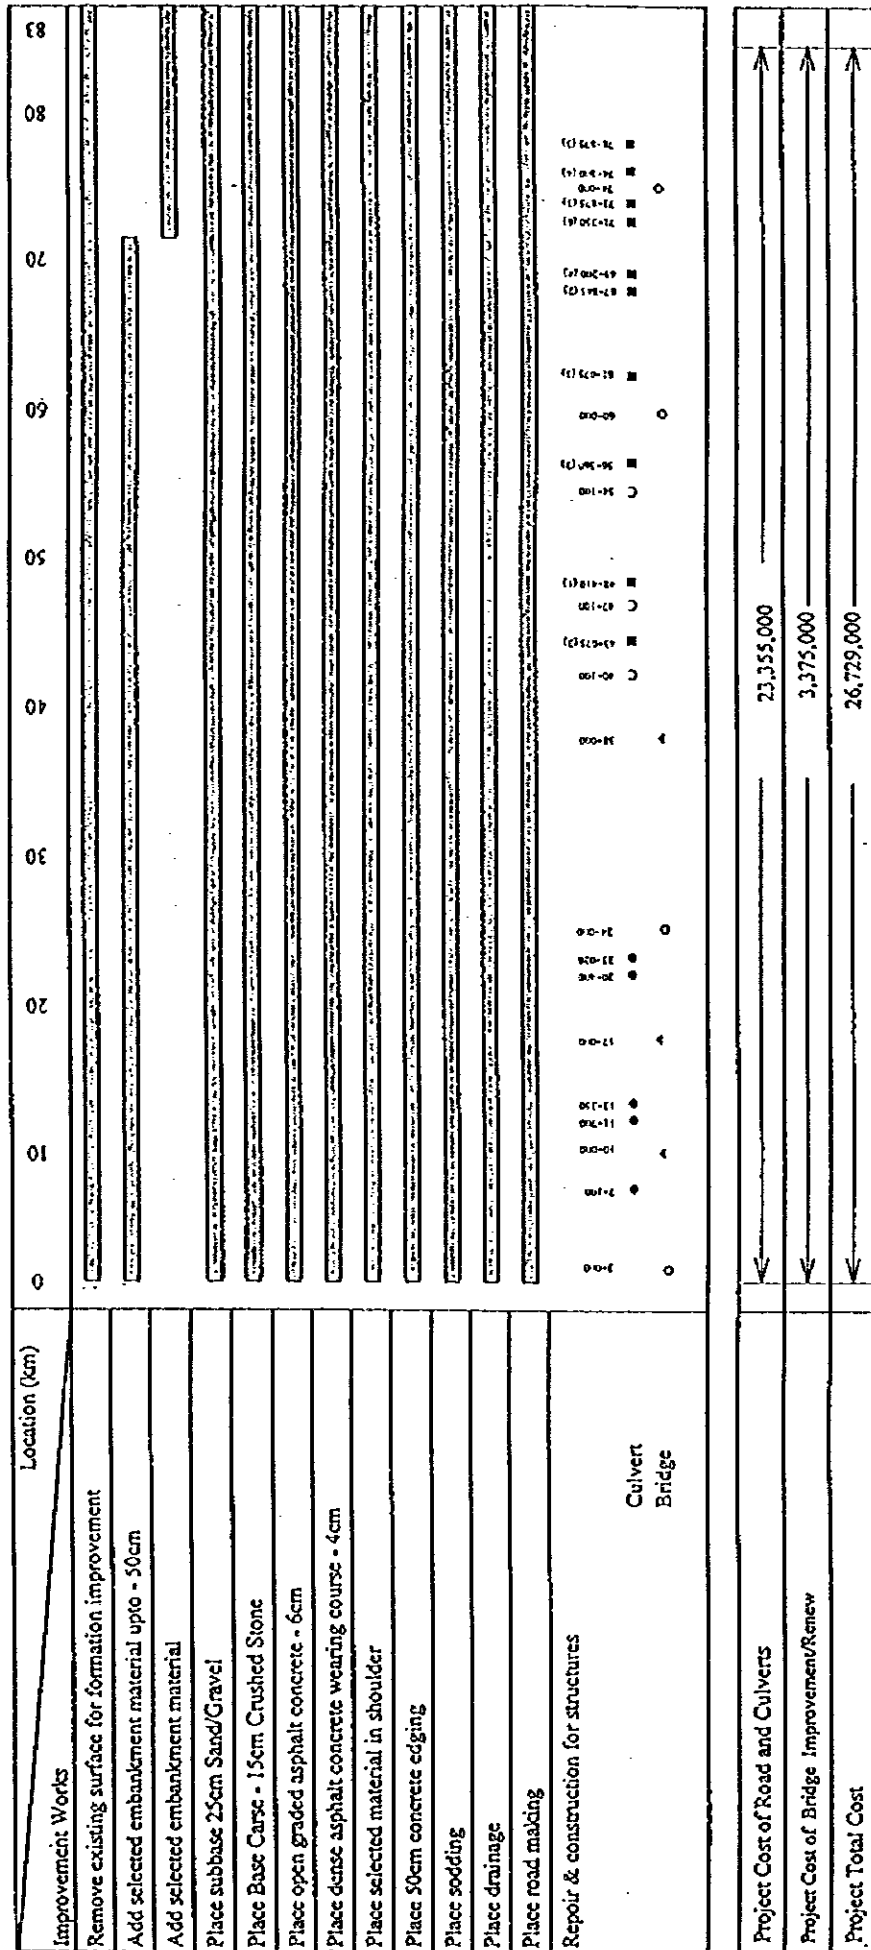 Location (km)
0 10 20 30 40 50 60 70 80 83
Improvement Works
Remove existing surface for formation improvement
Add selected embankment material upto - 50cm
Add selected embankment material
Place subbase 25cm Sand/Gravel
Place Base Carse - 15cm Crushed Stone
Place open graded asphalt concrete - 6cm
Place dense asphalt concrete wearing course - 4cm
Place selected material in shoulder
Place 50cm concrete edging
Place sodding
Place drainage
Place road making
Repoir & construction for structures
Culvert
Bridge
Project Cost of Road and Culverts
23,355,000
Project Cost of Bridge Improvement/Renew
3,375,000
Project Total Cost
26,729,000